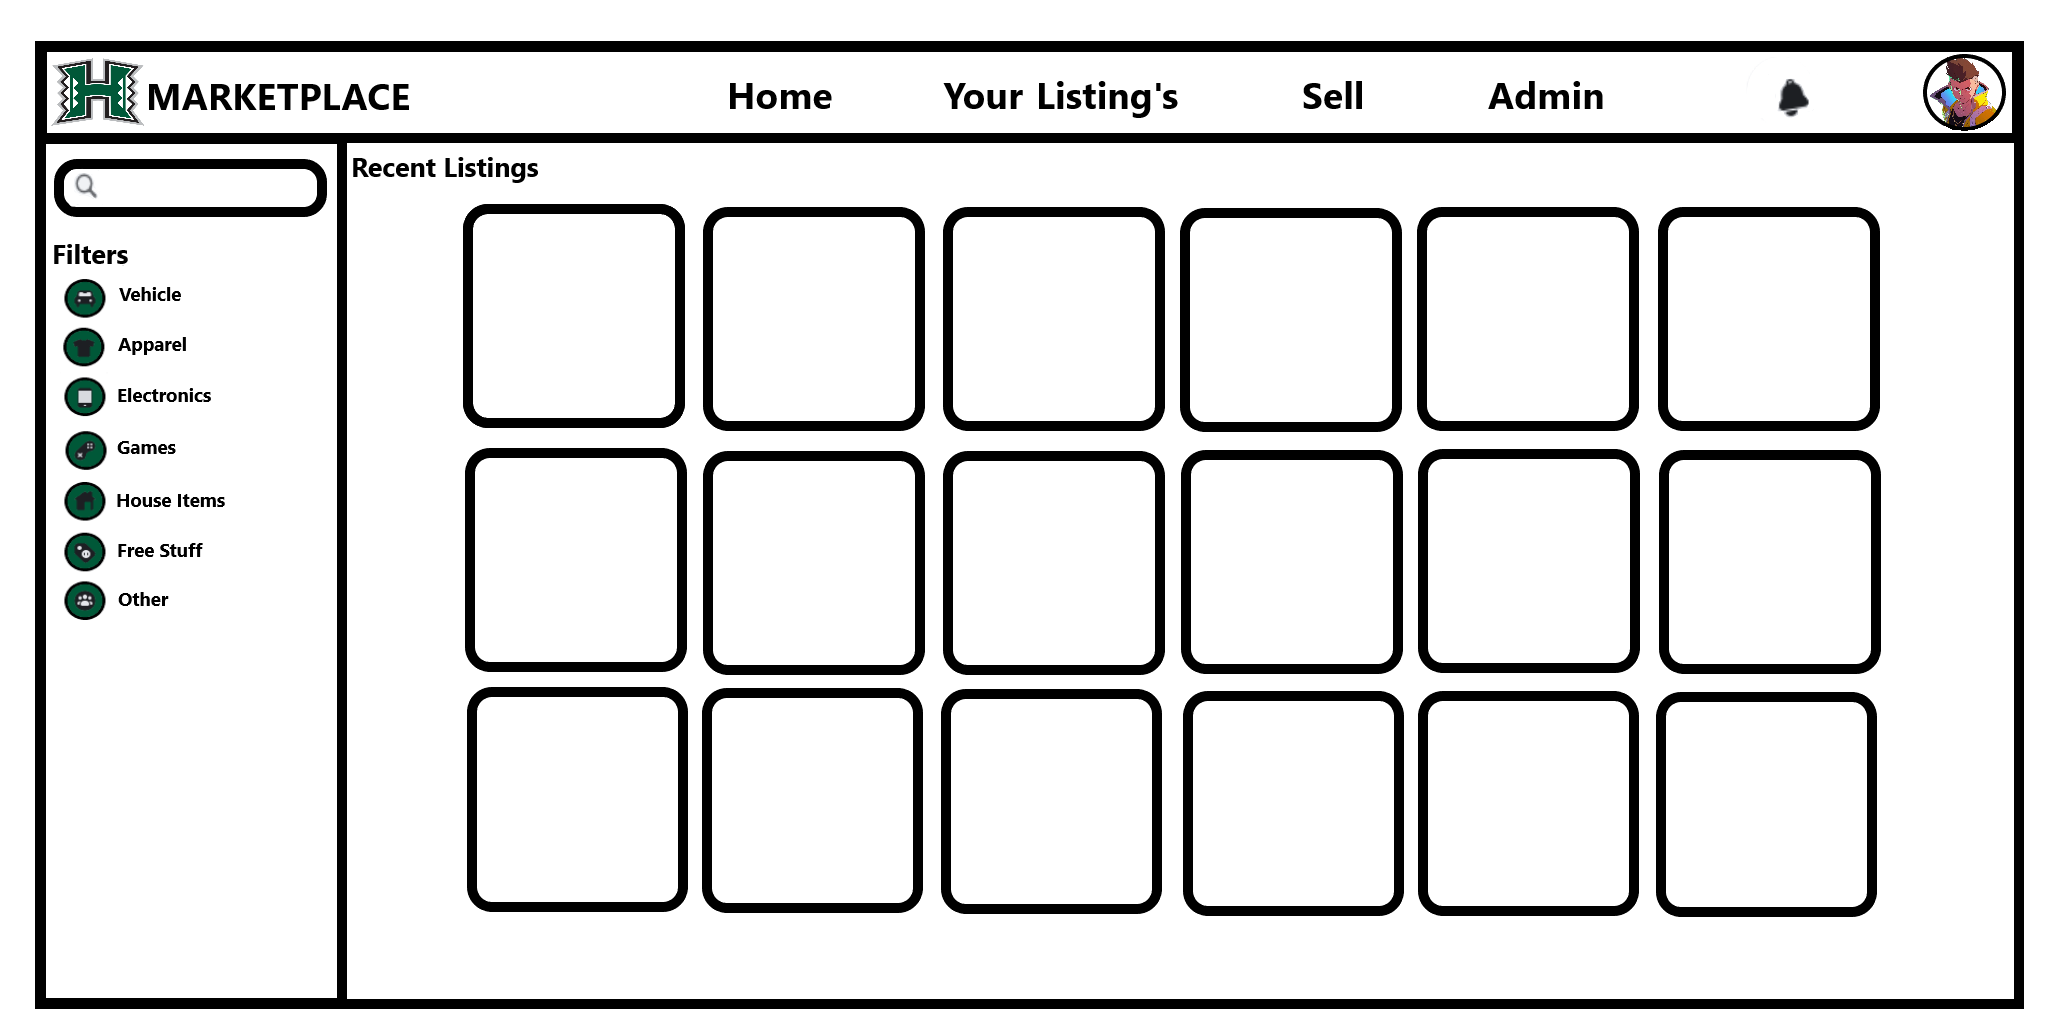 H MARKETPLACE
Home
Your Listing's
Sell
Admin
Recent Listings
Filters
Vehicle
Apparel
Electronics
Games
House Items
Free Stuff
Other